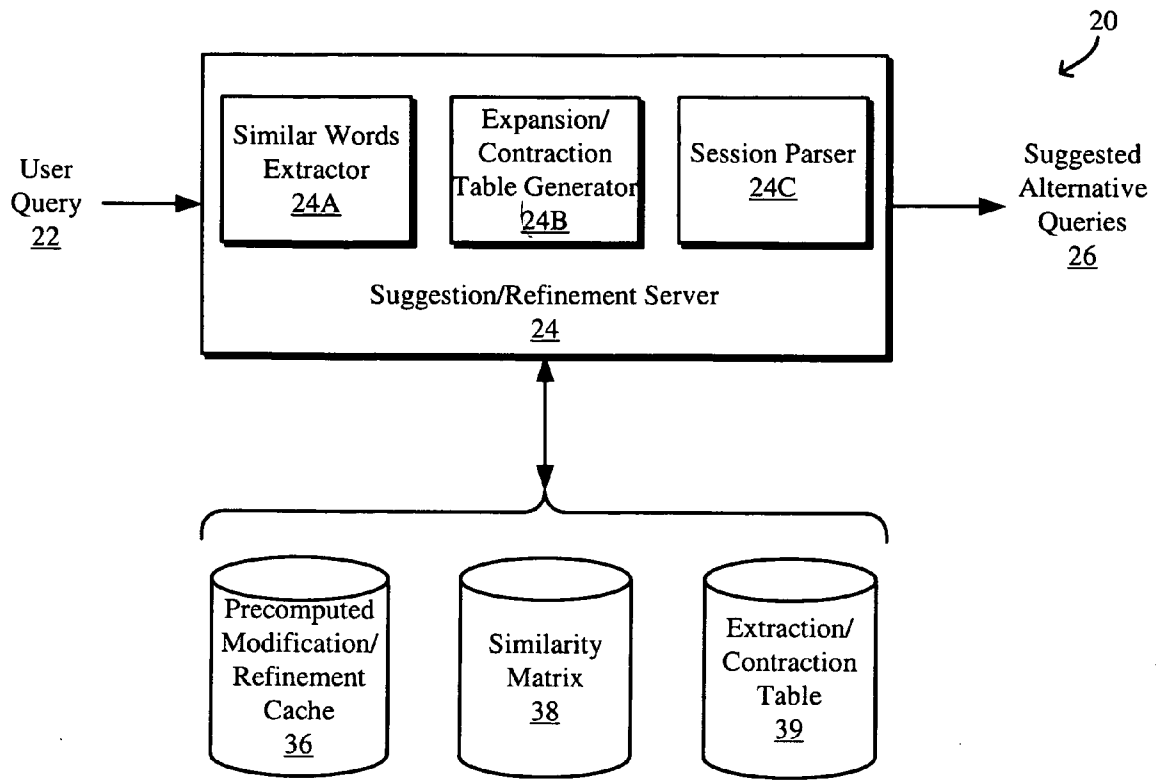 20
User
Query
22
Similar Words
Extractor
24A
Expansion/
Contraction
Table Generator
24B
Session Parser
24C
Suggestion/Refinement Server
24
Suggested
Alternative
Queries
26
Precomputed
Modification/
Refinement
Cache
36
Similarity
Matrix
38
Extraction/
Contraction
Table
39